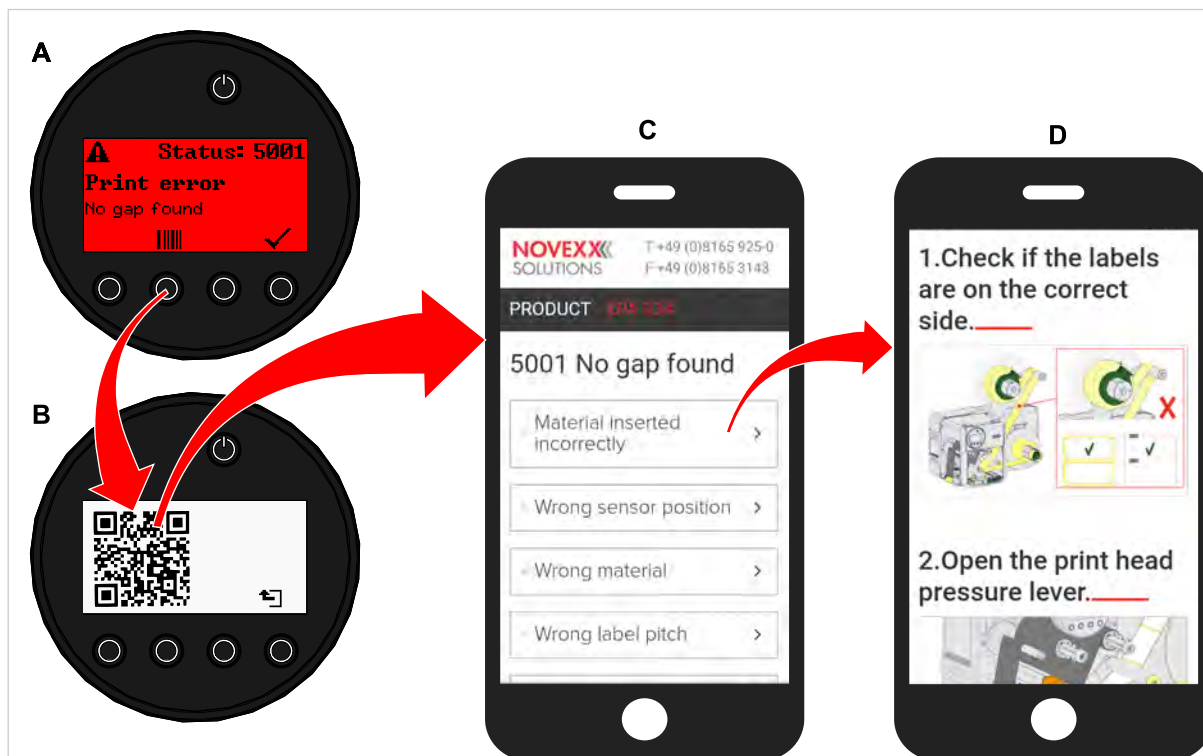 A
Status: 5001
Print error
No gap found
B
C
NOVEXX
SOLUTIONS
T +49 (0)8165 925-0
F +49 (0)8165 3143
PRODUCT
5001 No gap found
Material inserted
incorrectly
Wrong sensor position
Wrong material
Wrong label pitch
D
1.Check if the labels
are on the correct
side.
X
2.Open the print head
pressure lever.